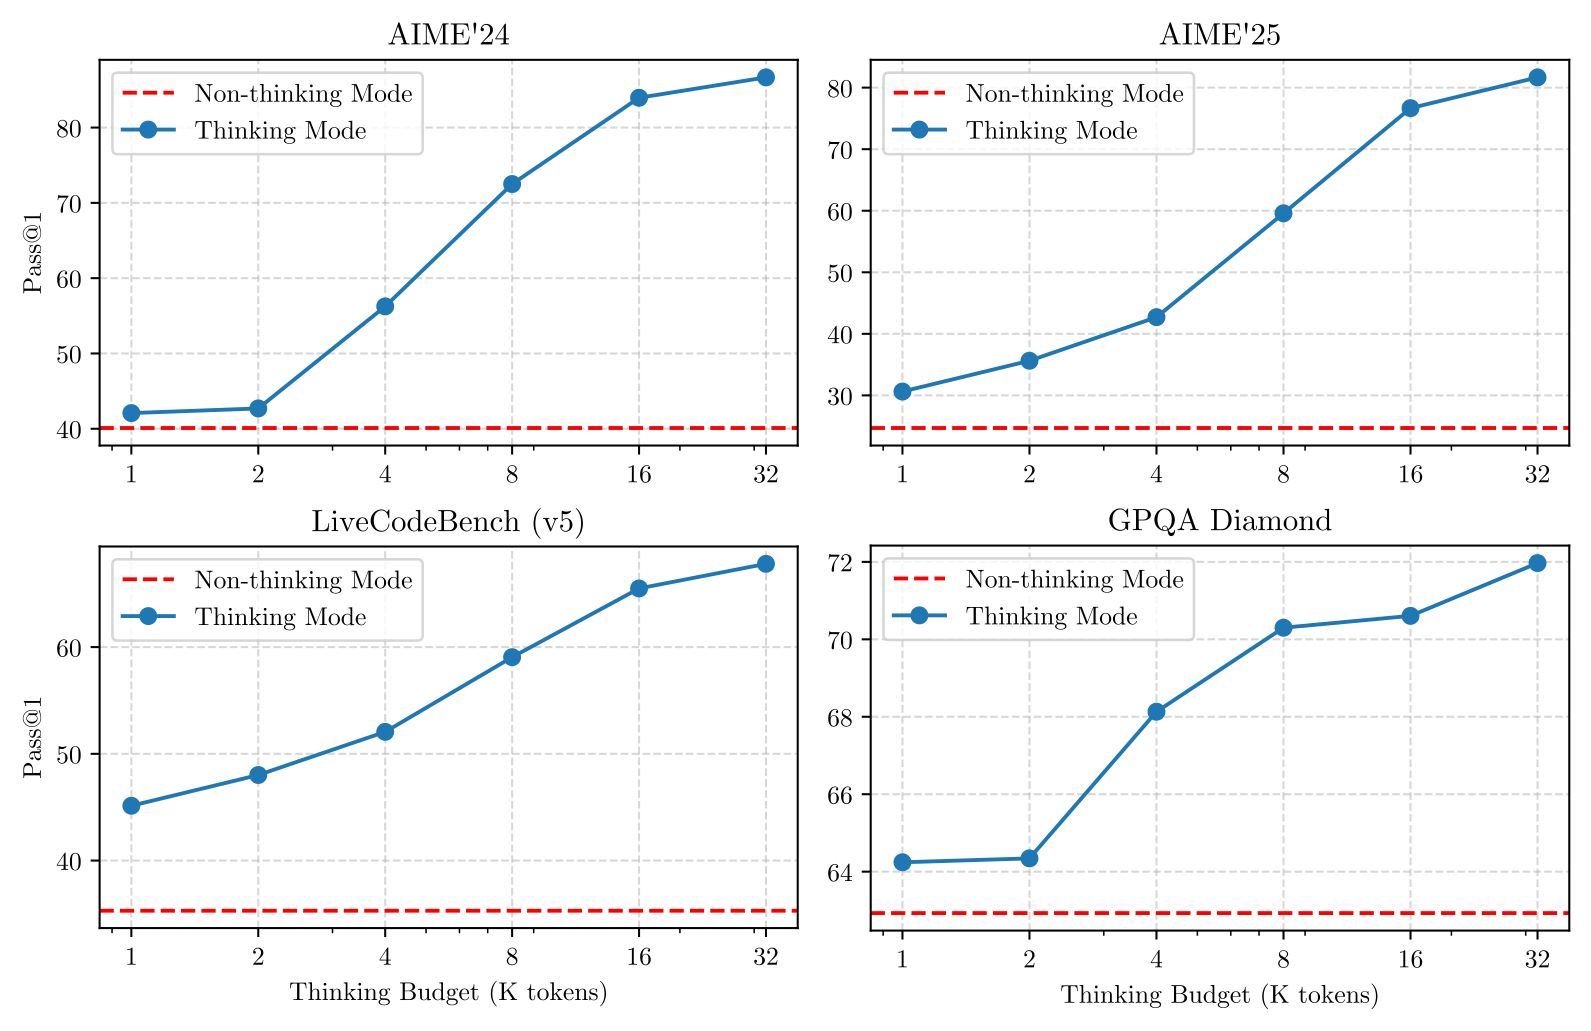 AIME'24
Non-thinking Mode
Thinking Mode
Pass@1
80
70
60
50
40
1 2 4 8 16 32
AIME'25
Non-thinking Mode
Thinking Mode
80
70
60
50
40
30
1 2 4 8 16 32
LiveCodeBench (v5)
Non-thinking Mode
Thinking Mode
Pass@1
60
50
40
1 2 4 8 16 32
Thinking Budget (K tokens)
GPQA Diamond
Non-thinking Mode
Thinking Mode
72
70
68
66
64
1 2 4 8 16 32
Thinking Budget (K tokens)